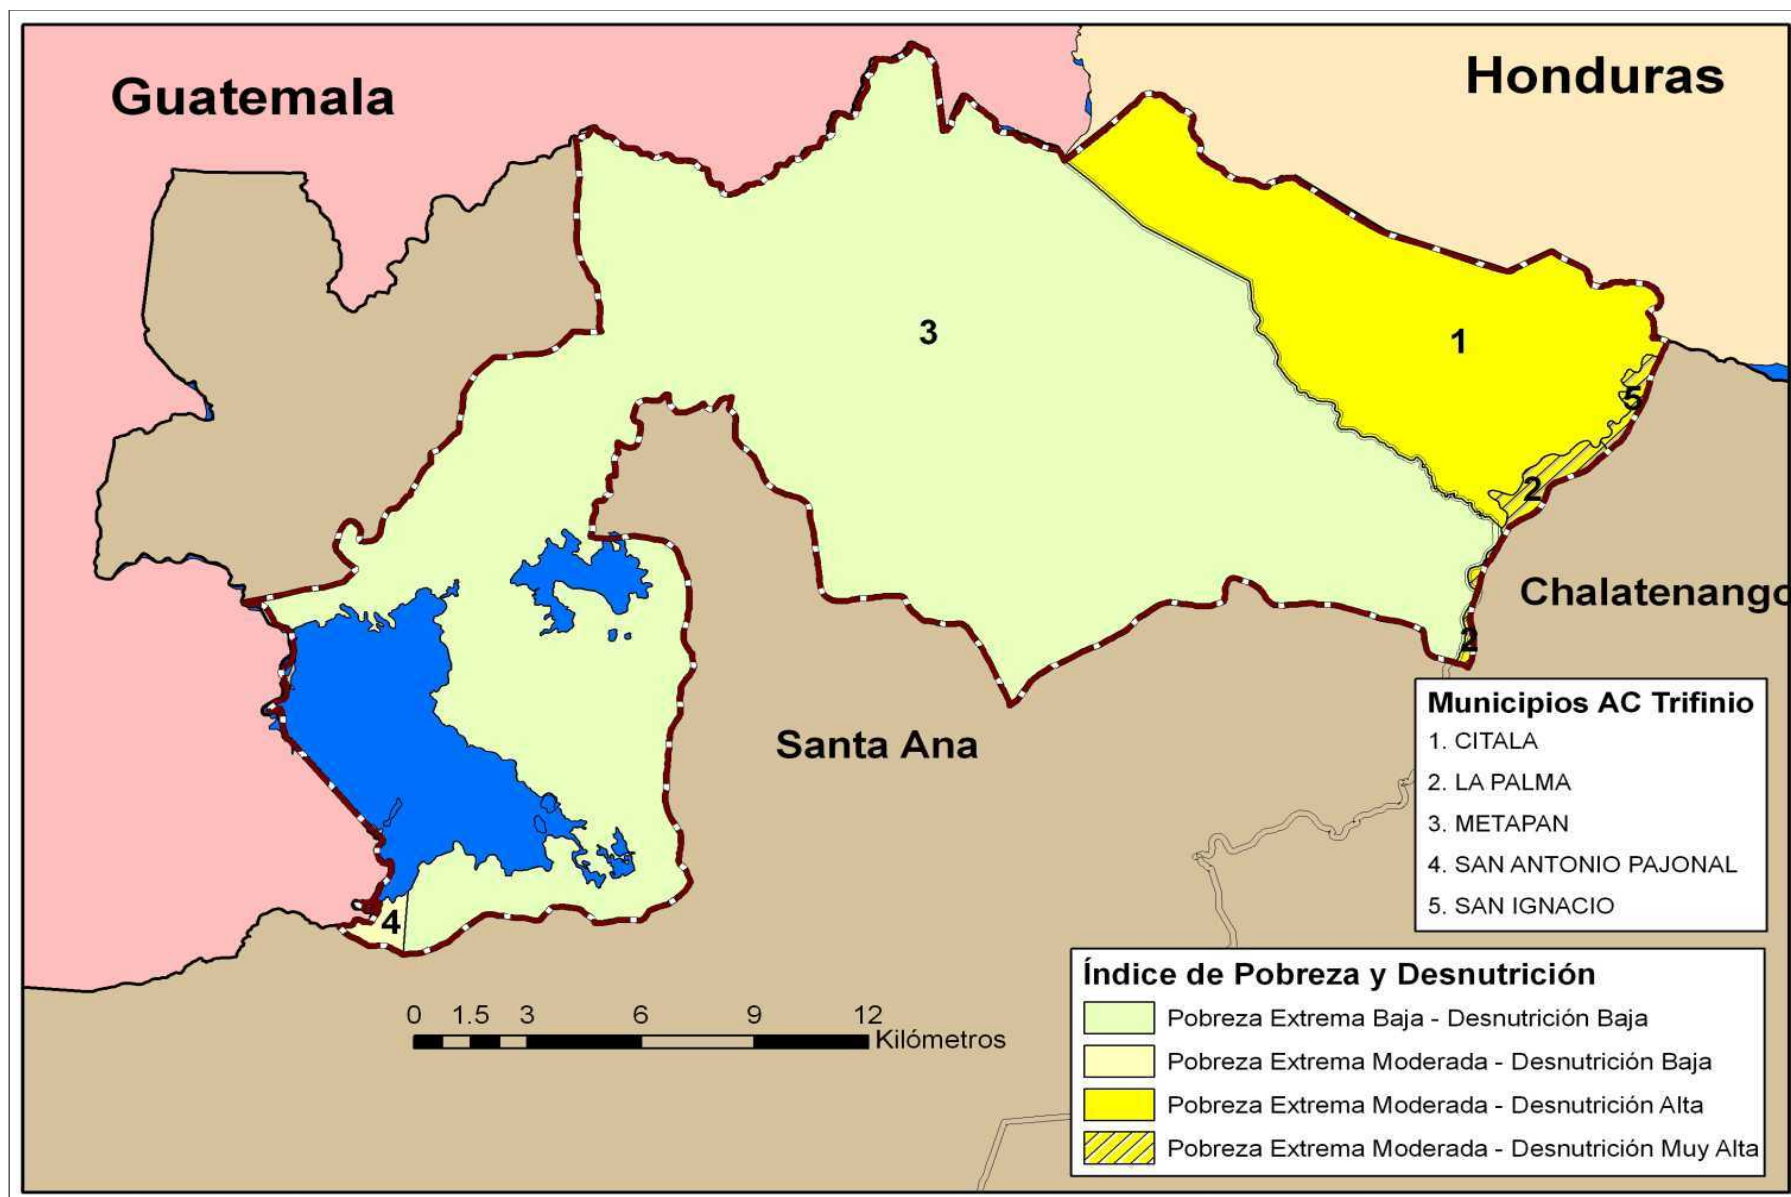 Guatemala
Honduras
3
1
5
2
Chalatenango
2
Santa Ana
4
Municipios AC Trifinio
1. CITALA
2. LA PALMA
3. METAPAN
4. SAN ANTONIO PAJONAL
5. SAN IGNACIO
0 1.5 3 6 9 12
Kilómetros
Índice de Pobreza y Desnutrición
Pobreza Extrema Baja - Desnutrición Baja
Pobreza Extrema Moderada - Desnutrición Baja
Pobreza Extrema Moderada - Desnutrición Alta
Pobreza Extrema Moderada - Desnutrición Muy Alta